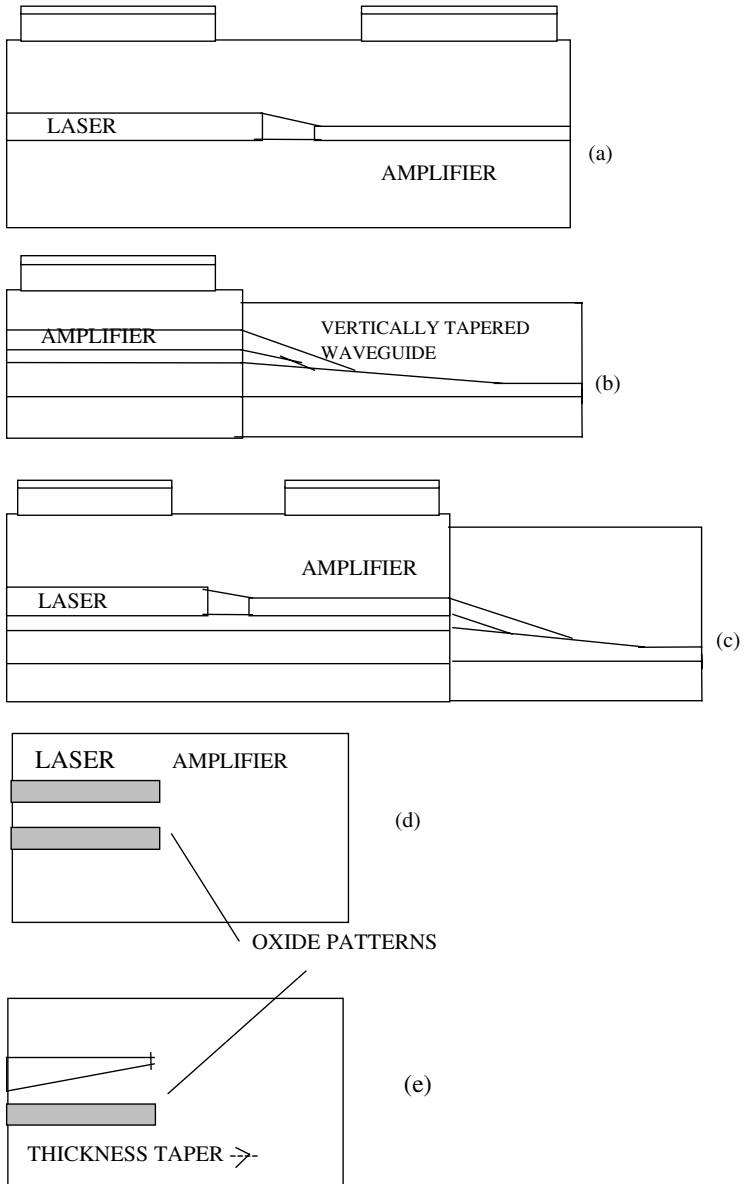 LASER
(a)
AMPLIFIER
AMPLIFIER
VERTICALLY TAPERED
WAVEGUIDE
(b)
AMPLIFIER
LASER
(c)
LASER AMPLIFIER
(d)
OXIDE PATTERNS
(e)
THICKNESS TAPER